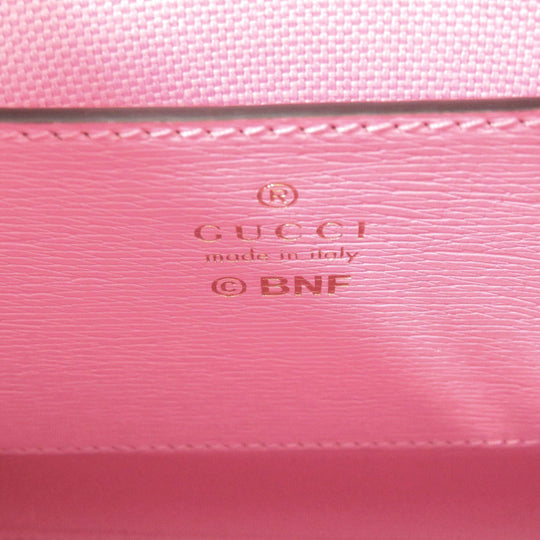 ®
GUCCI
made in italy
© BNF